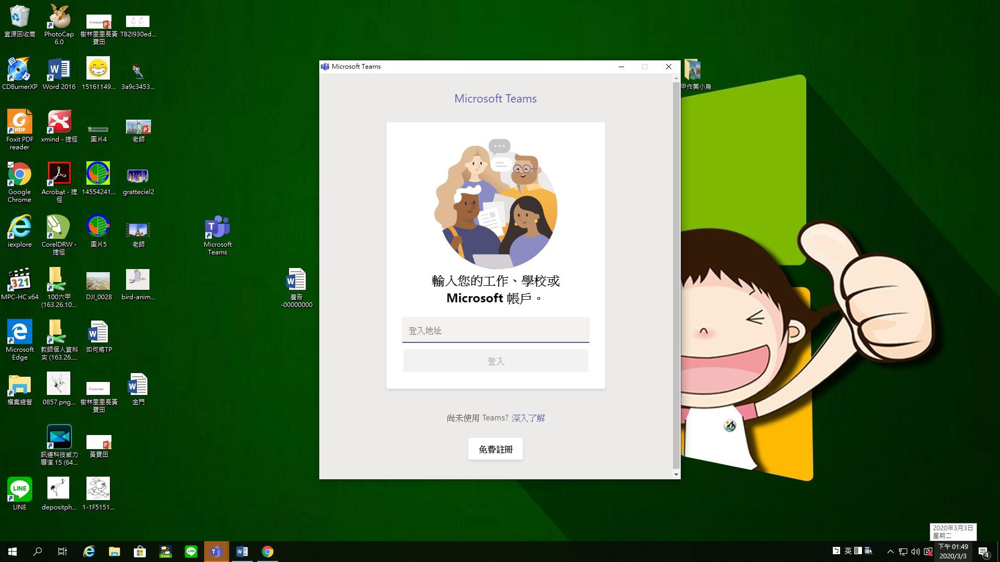 資源回收筒
PhotoCap
6.0
樹林里里長黃
寶田
TB2I930ed...
CDBurnerXP
Word 2016
15161149...
3a9c3453...
Foxit PDF
reader
xmind - 捷徑
圖片4
老師
Google
Chrome
Acrobat - 捷
徑
14554241...
gratteciel2
iexplore
CorelDRW -
捷徑
圖片5
老師
Microsoft
Teams
MPC-HC x64
100六甲
(163.26.10...
DJI_0028
bird-anim...
廣告
-00000000
Microsoft
Edge
教師個人資料
夾 (163.26....
如何將TP
檔案總管
0857.png...
樹林里里長黃
寶田
金門
訊連科技威力
導演 15 (64...
黃寶田
LINE
depositph...
1-1F5151...
甲作業小鳥
Microsoft Teams
Microsoft Teams
輸入您的工作、學校或
Microsoft 帳戶。
登入地址
登入
尚未使用 Teams? 深入了解
免費註冊
2020年3月3日
星期二
英
下午 01:49
2020/3/3
4